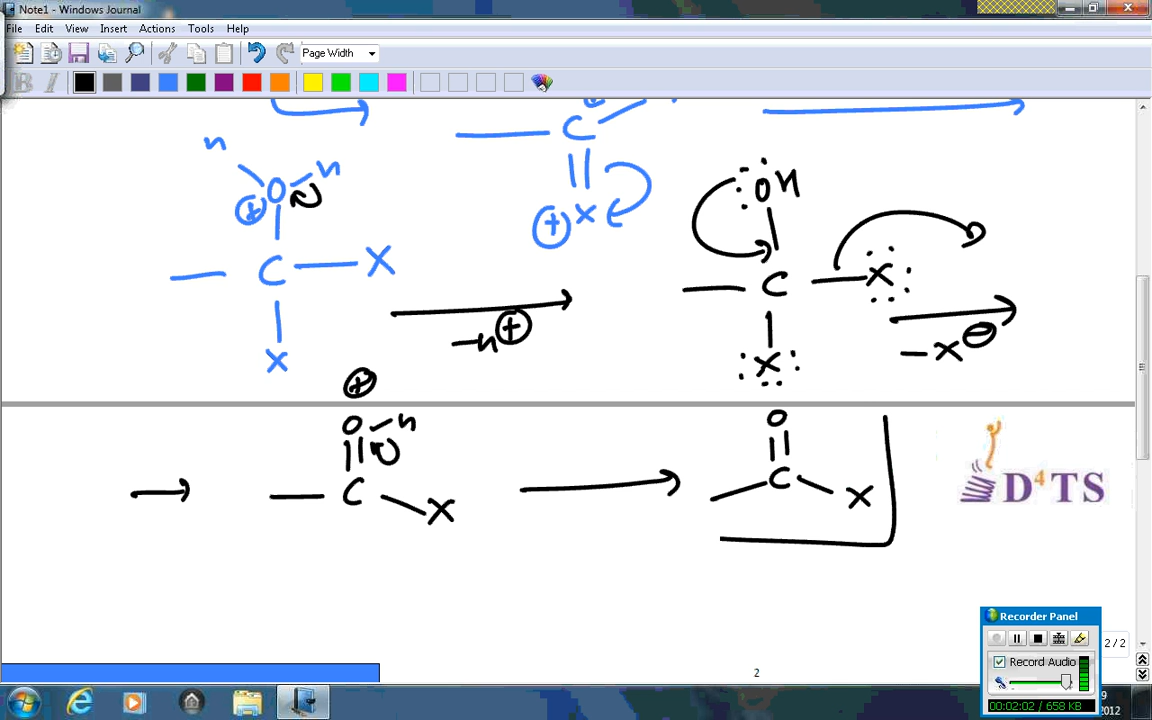 Note1 - Windows Journal
File Edit View Insert Actions Tools Help
Page Width
B I
C
+ X
n n
O
+
C X
X
-n +
OH
C X
X
-X -
+
O n
C X
O
C X
D4TS
2
2 / 2
Recorder Panel
Record Audio
00:02:02 / 658 KB
9
2012